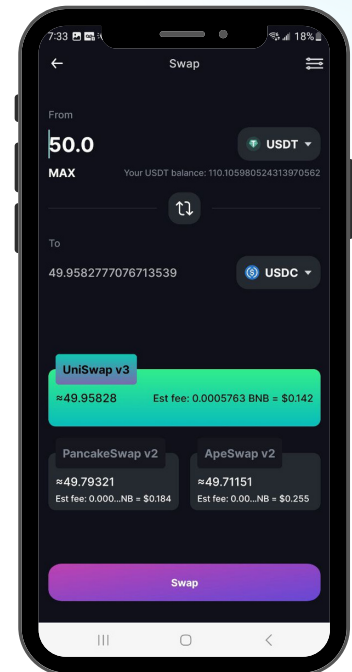 7:33 18%
Swap
From
50.0 USDT
MAX Your USDT balance: 110.105980524313970562
To
49.9582777076713539 USDC
UniSwap v3
≈49.95828 Est fee: 0.0005763 BNB = $0.142
PancakeSwap v2 ApeSwap v2
≈49.79321 ≈49.71151
Est fee: 0.000...NB = $0.184 Est fee: 0.00...NB = $0.255
Swap